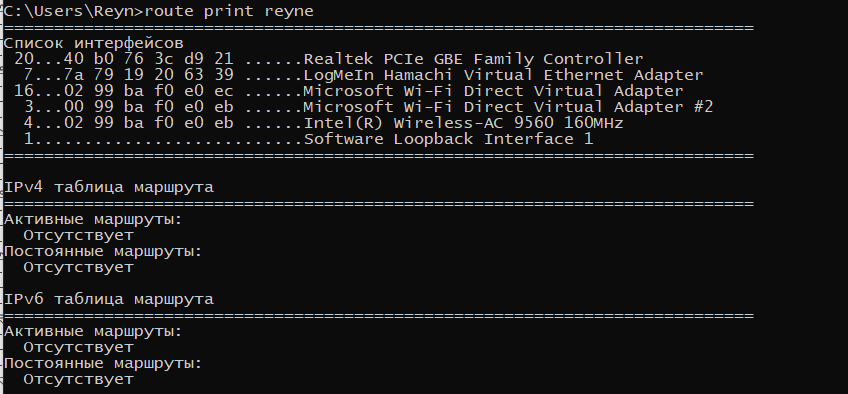 C:\Users\Reyn>route print reyne
===========================================================================
Список интерфейсов
 20...40 b0 76 3c d9 21 ......Realtek PCIe GBE Family Controller
  7...7a 79 19 20 63 39 ......LogMeIn Hamachi Virtual Ethernet Adapter
 16...02 99 ba f0 e0 ec ......Microsoft Wi-Fi Direct Virtual Adapter
  3...00 99 ba f0 e0 eb ......Microsoft Wi-Fi Direct Virtual Adapter #2
  4...02 99 ba f0 e0 eb ......Intel(R) Wireless-AC 9560 160MHz
  1...........................Software Loopback Interface 1
===========================================================================

IPv4 таблица маршрута
===========================================================================
Активные маршруты:
  Отсутствует
Постоянные маршруты:
  Отсутствует

IPv6 таблица маршрута
===========================================================================
Активные маршруты:
  Отсутствует
Постоянные маршруты:
  Отсутствует